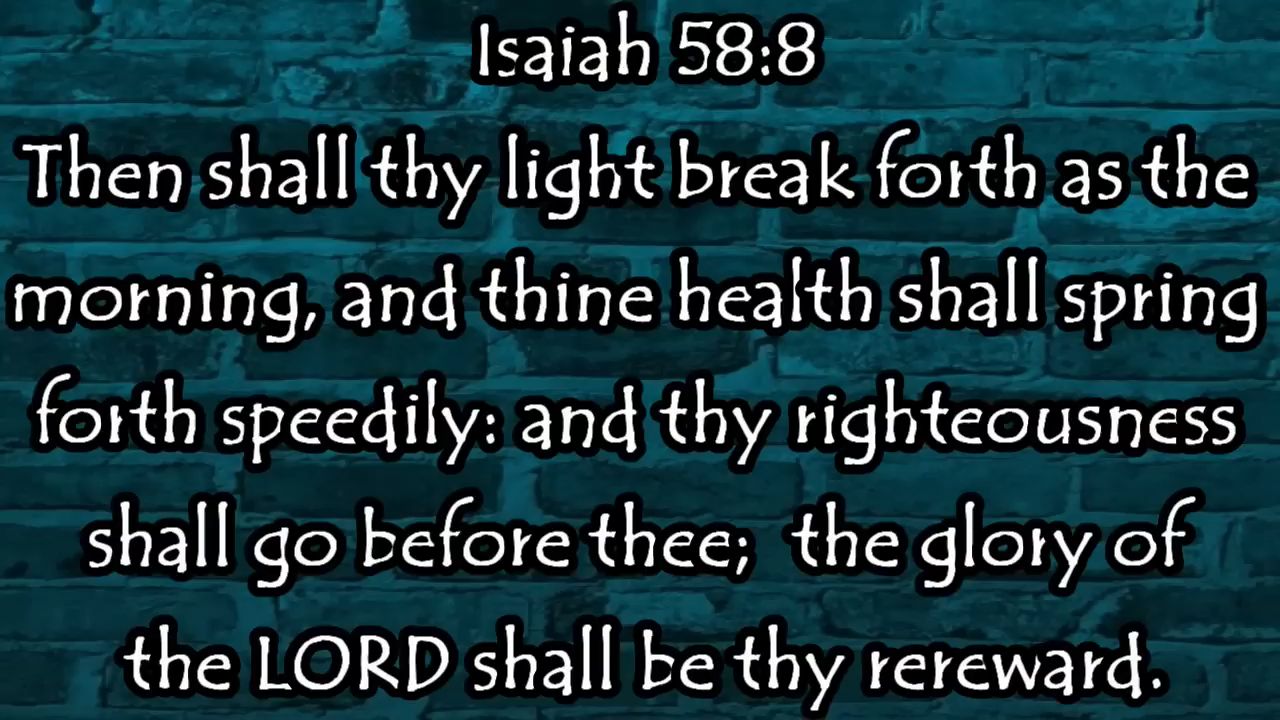 Isaiah 58:8
Then shall thy light break forth as the
morning, and thine health shall spring
forth speedily: and thy righteousness
shall go before thee;  the glory of
the LORD shall be thy rereward.